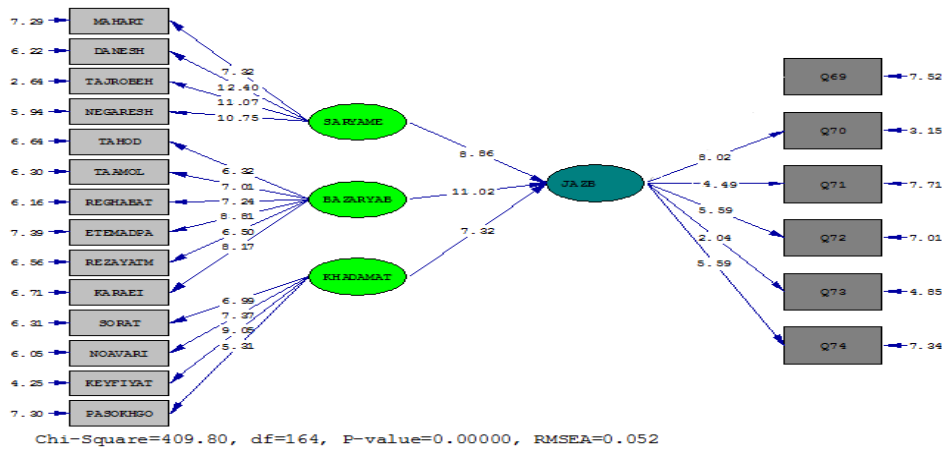 7.29 MAHART
6.22 DANESH
2.64 TAJROBEH
5.94 NEGARESH
6.64 TAHOD
6.30 TAAMOL
6.16 REGHABAT
7.39 ETEMADPA
6.56 REZAYATM
6.71 KARAEI
6.31 SORAT
6.05 NOAVARI
4.25 KEYFIYAT
7.30 PASOKHGO
7.32
12.40
11.07
10.75
6.32
7.01
7.24
8.81
6.50
8.17
6.99
7.37
9.05
5.31
SARYAME
BAZARYAB
KHADAMAT
8.86
11.02
7.32
JAZB
8.02
4.49
5.59
2.04
5.59
Q69 7.52
Q70 3.15
Q71 7.71
Q72 7.01
Q73 4.85
Q74 7.34
Chi-Square=409.80, df=164, P-value=0.00000, RMSEA=0.052